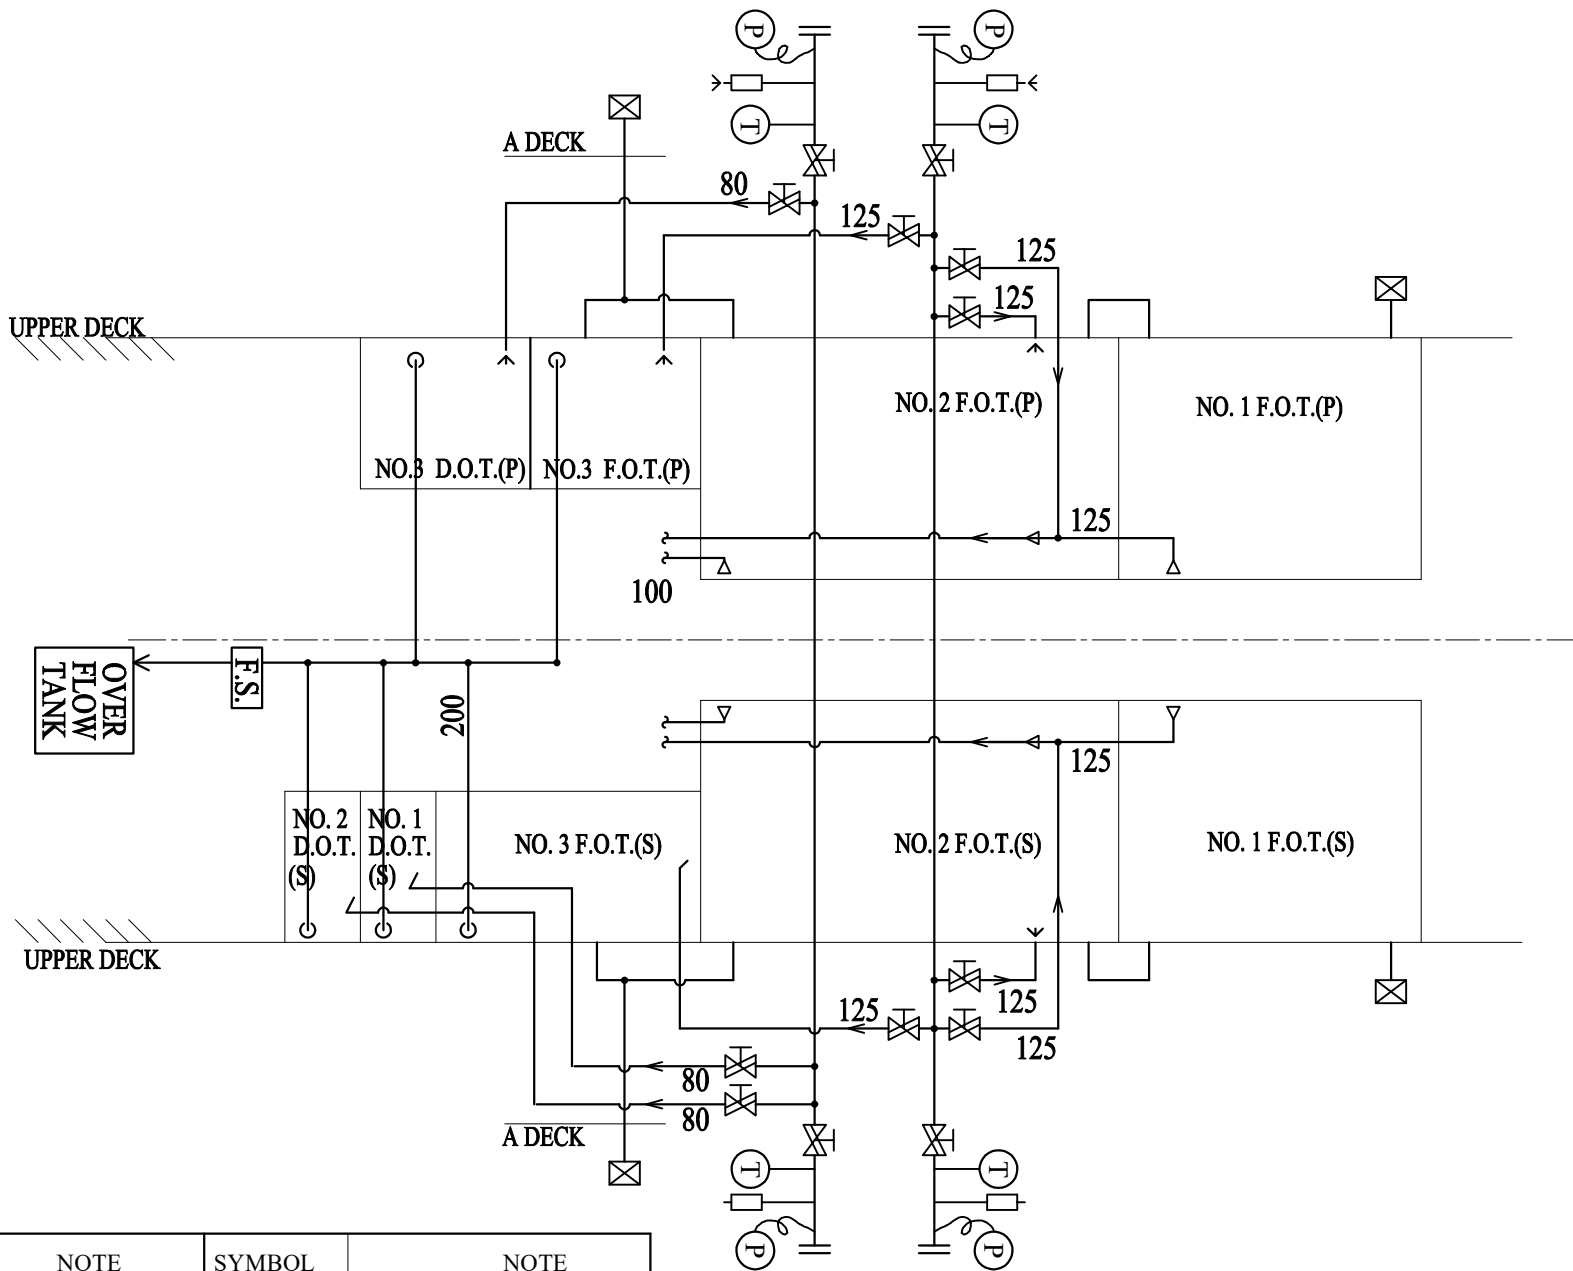 P
P
T
T
A DECK
80
125
125
125
UPPER DECK
NO. 2 F.O.T.(P)
NO. 1 F.O.T.(P)
NO.3 D.O.T.(P)
NO.3 F.O.T.(P)
125
100
OVER
FLOW
TANK
F.S.
200
125
NO. 2
D.O.T.
(S)
NO. 1
D.O.T.
(S)
NO. 3 F.O.T.(S)
NO. 2 F.O.T.(S)
NO. 1 F.O.T.(S)
UPPER DECK
125
125
125
80
80
A DECK
T
T
P
P
NOTE
SYMBOL
NOTE